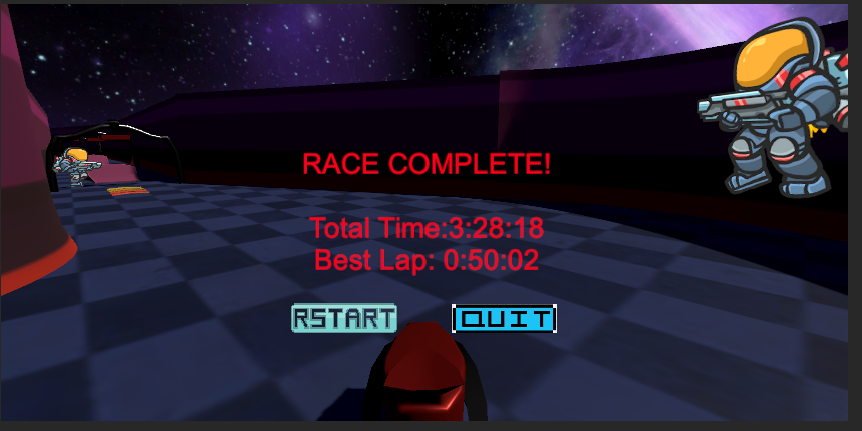 RACE COMPLETE!
Total Time:3:28:18
Best Lap: 0:50:02
RSTART QUIT